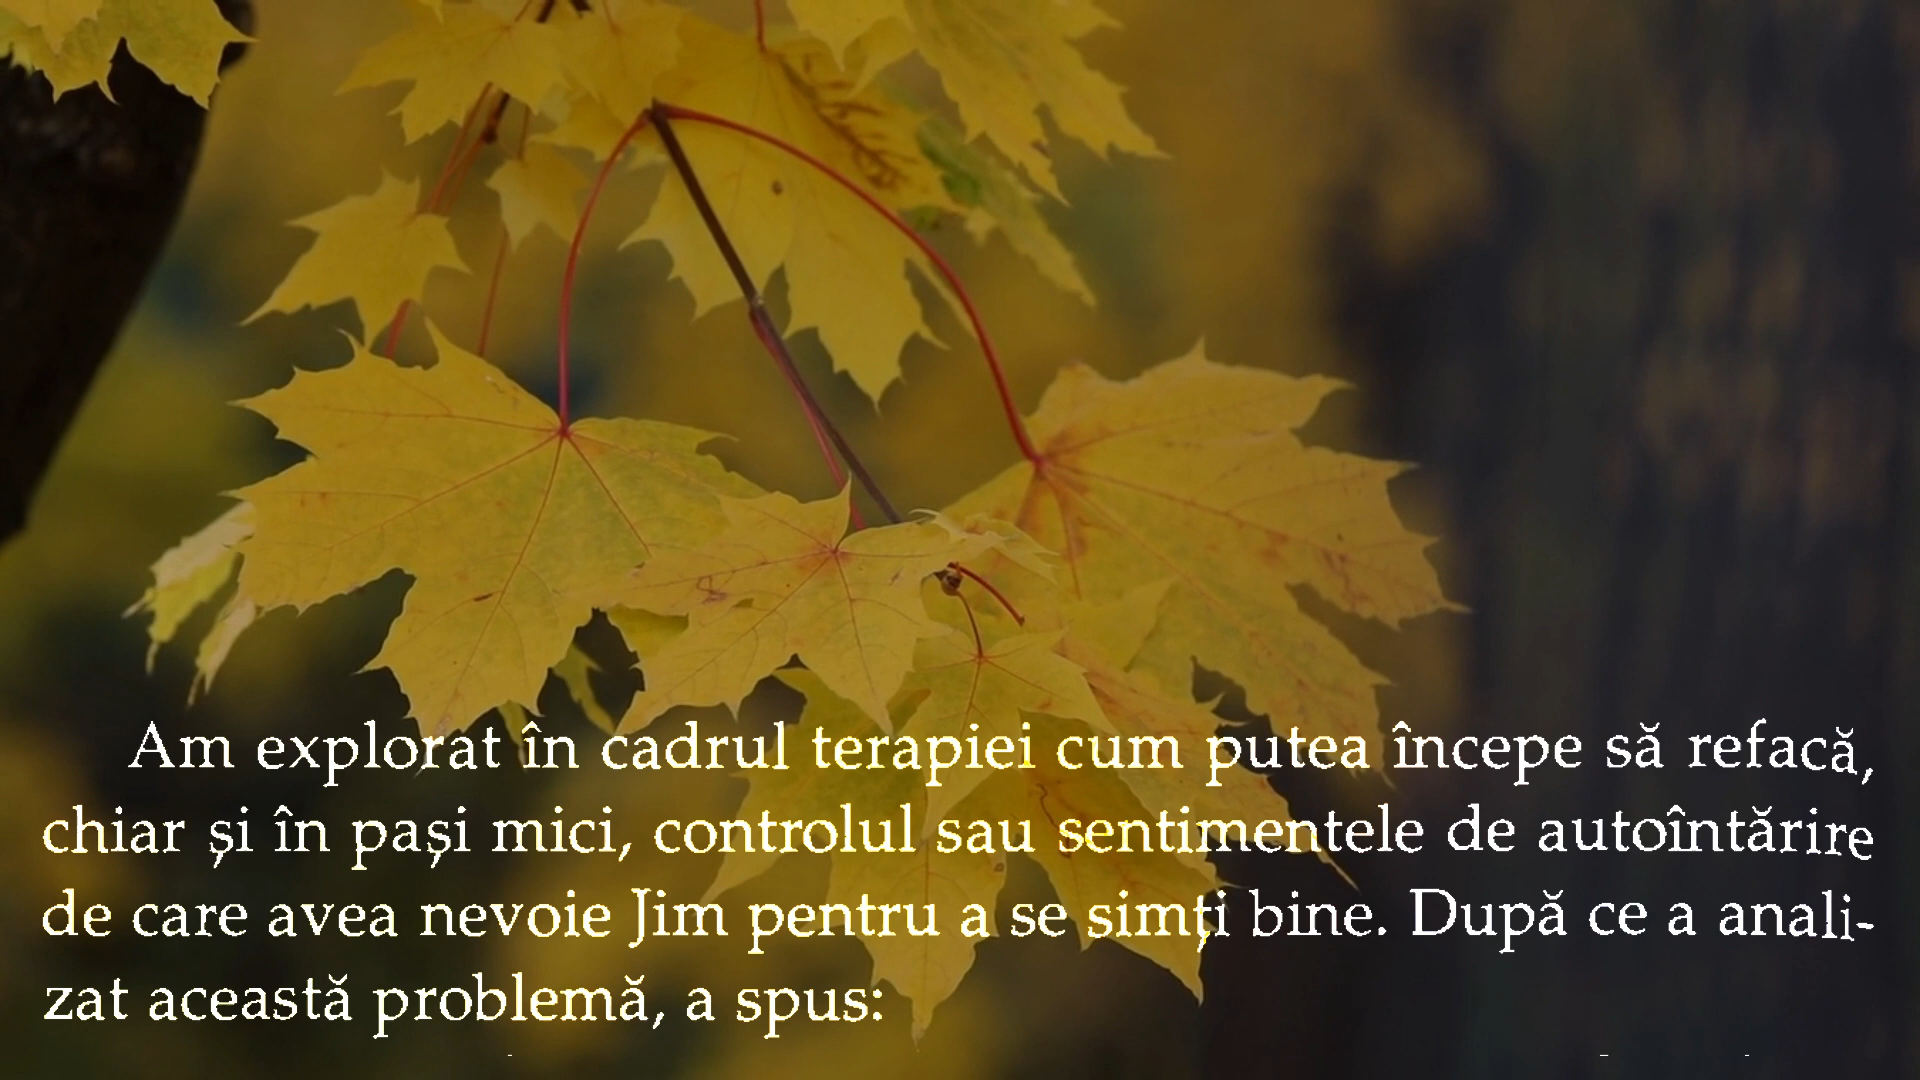 Am explorat în cadrul terapiei cum putea începe să refacă,
chiar și în pași mici, controlul sau sentimentele de autoîntărire
de care avea nevoie Jim pentru a se simți bine. După ce a anali-
zat această problemă, a spus: